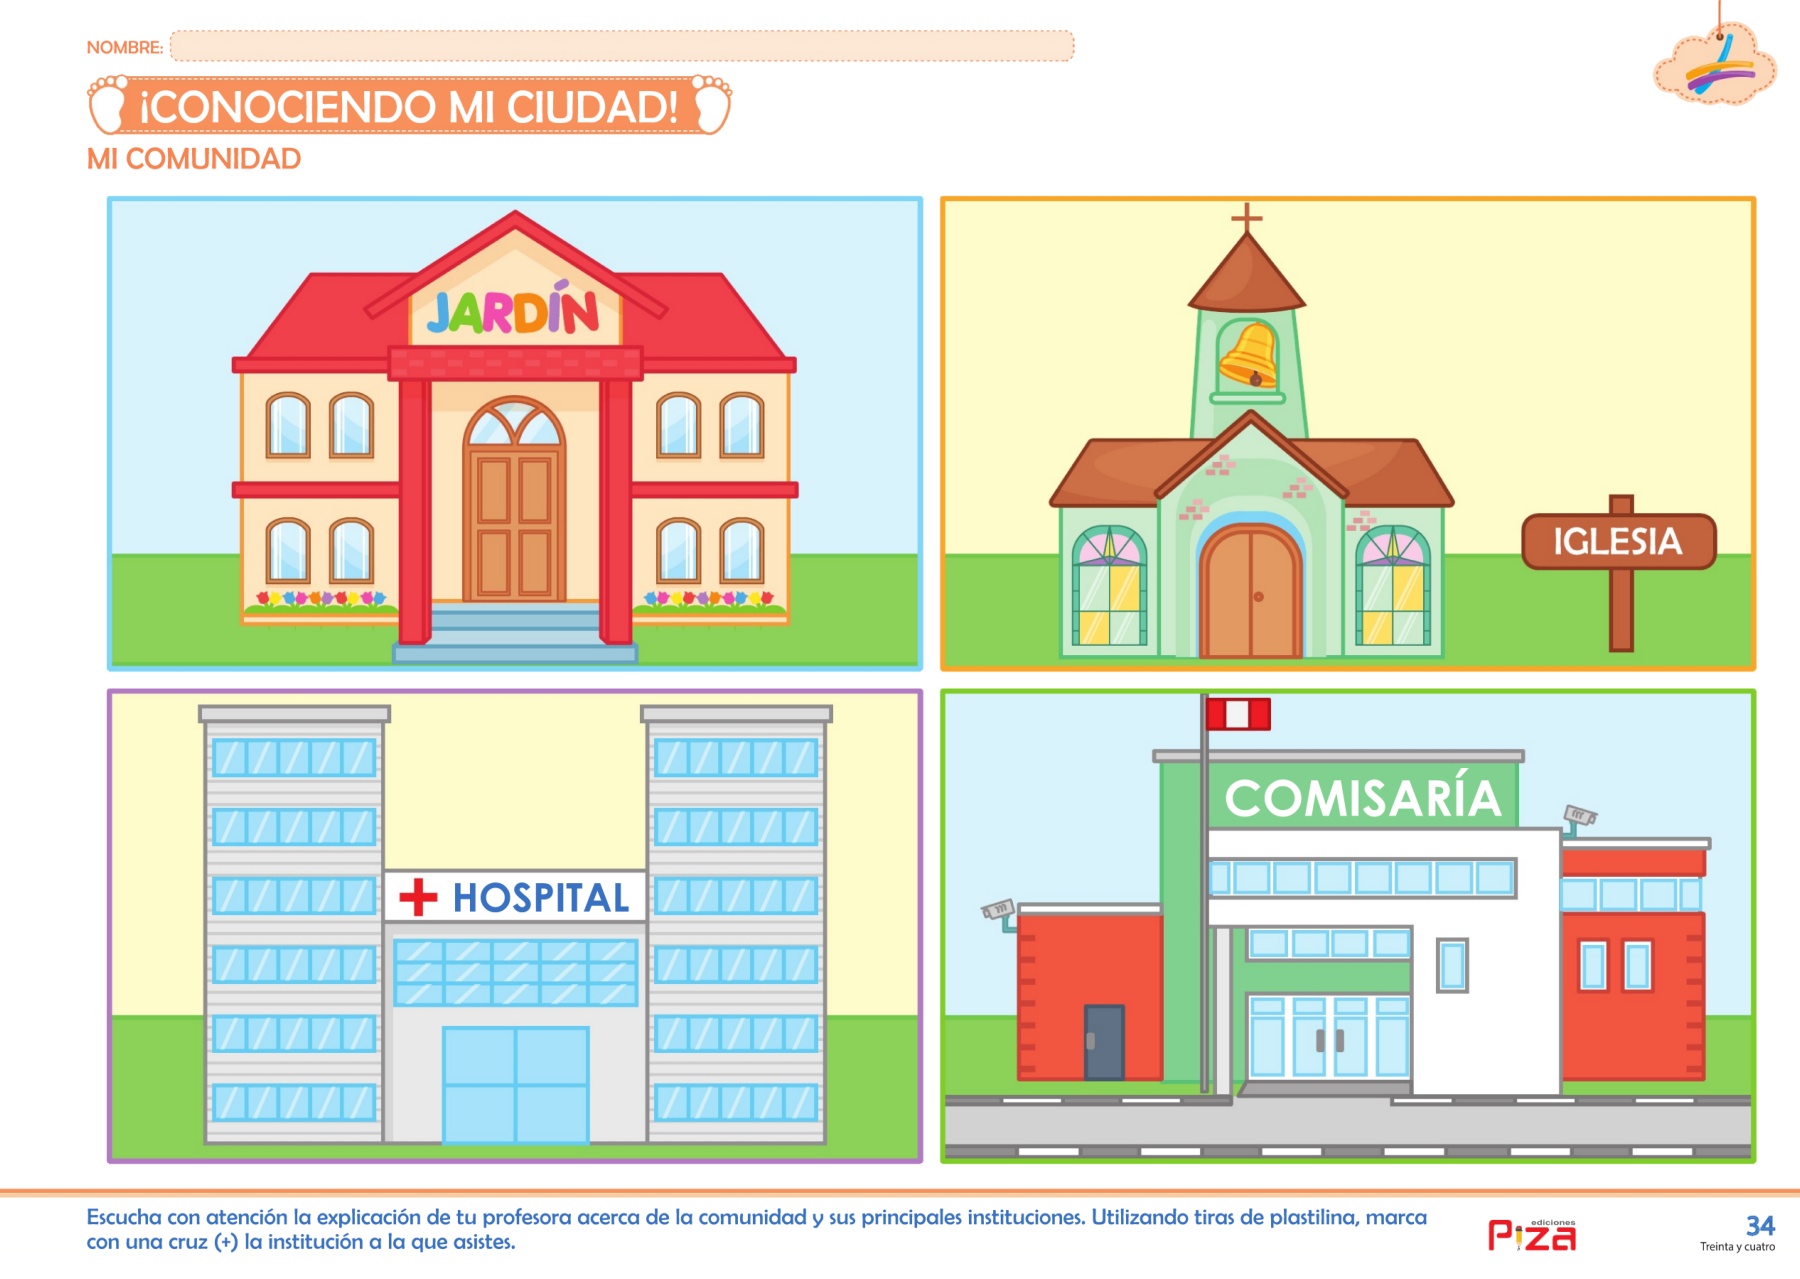 NOMBRE:
¡CONOCIENDO MI CIUDAD!
MI COMUNIDAD
JARDÍN
IGLESIA
HOSPITAL
COMISARÍA
Escucha con atención la explicación de tu profesora acerca de la comunidad y sus principales instituciones. Utilizando tiras de plastilina, marca
con una cruz (+) la institución a la que asistes.
ediciones
Piza
34
Treinta y cuatro